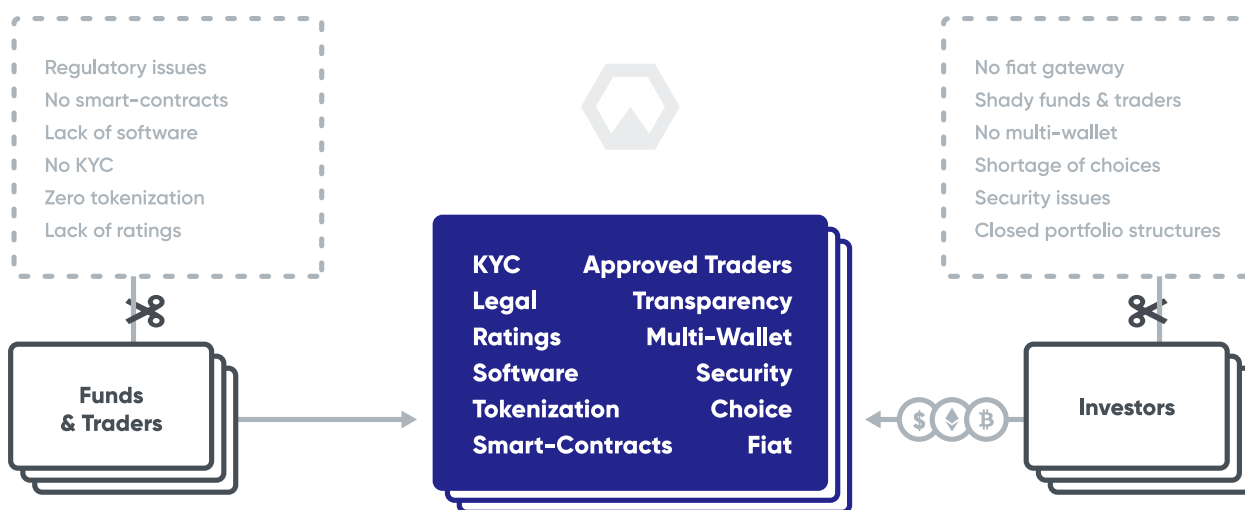 Regulatory issues
No smart-contracts
Lack of software
No KYC
Zero tokenization
Lack of ratings
No fiat gateway
Shady funds & traders
No multi-wallet
Shortage of choices
Security issues
Closed portfolio structures
KYC Approved Traders
Legal Transparency
Ratings Multi-Wallet
Software Security
Tokenization Choice
Smart-Contracts Fiat
Funds
& Traders
$
Investors